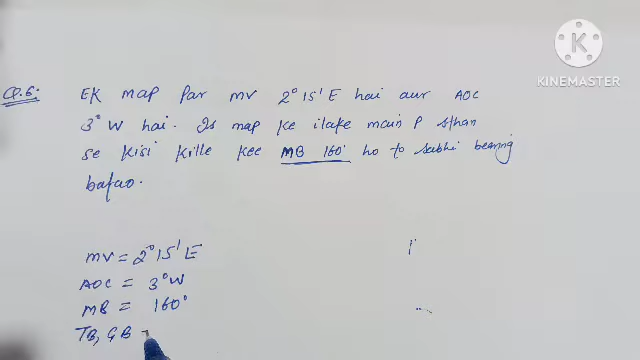 KINEMASTER
Q.6. EK map Par MV 2° 15' E hai aur AOC
3° W hai. Is map ke ilake main P sthan
se Kisi Kille Kee MB 160° ho to sabhi bearing
batao.
MV = 2° 15' E
AOC = 3° W
MB = 160°
TB, GB